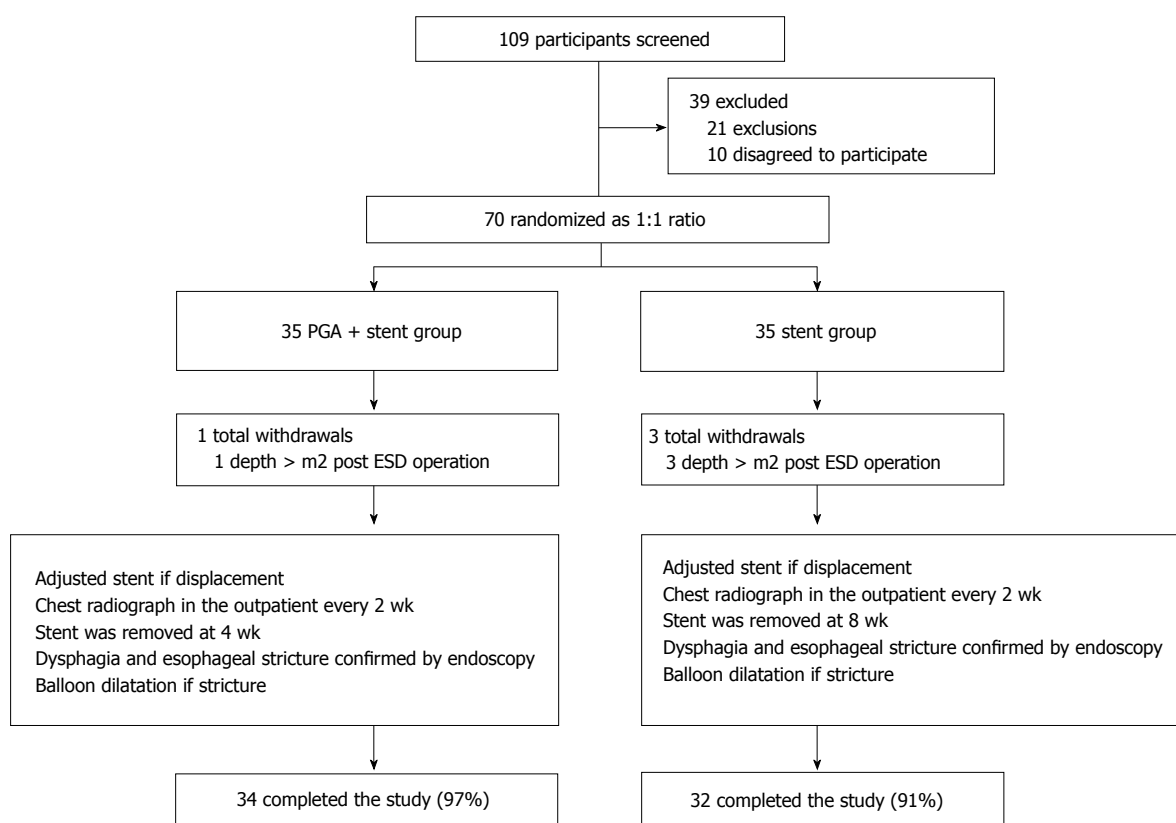 109 participants screened
39 excluded
21 exclusions
10 disagreed to participate
70 randomized as 1:1 ratio
35 PGA + stent group
35 stent group
1 total withdrawals
1 depth > m2 post ESD operation
3 total withdrawals
3 depth > m2 post ESD operation
Adjusted stent if displacement
Chest radiograph in the outpatient every 2 wk
Stent was removed at 4 wk
Dysphagia and esophageal stricture confirmed by endoscopy
Balloon dilatation if stricture
Adjusted stent if displacement
Chest radiograph in the outpatient every 2 wk
Stent was removed at 8 wk
Dysphagia and esophageal stricture confirmed by endoscopy
Balloon dilatation if stricture
34 completed the study (97%)
32 completed the study (91%)